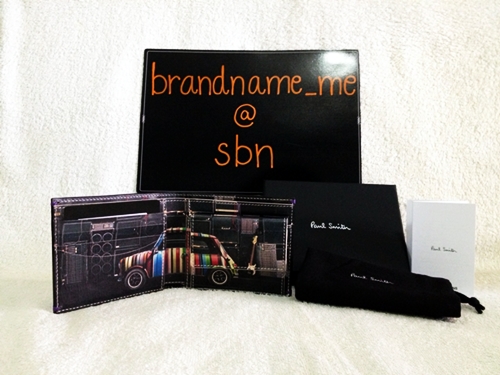 brandname_me
@
sbn
Paul Smith
Paul Smith
Paul Smith